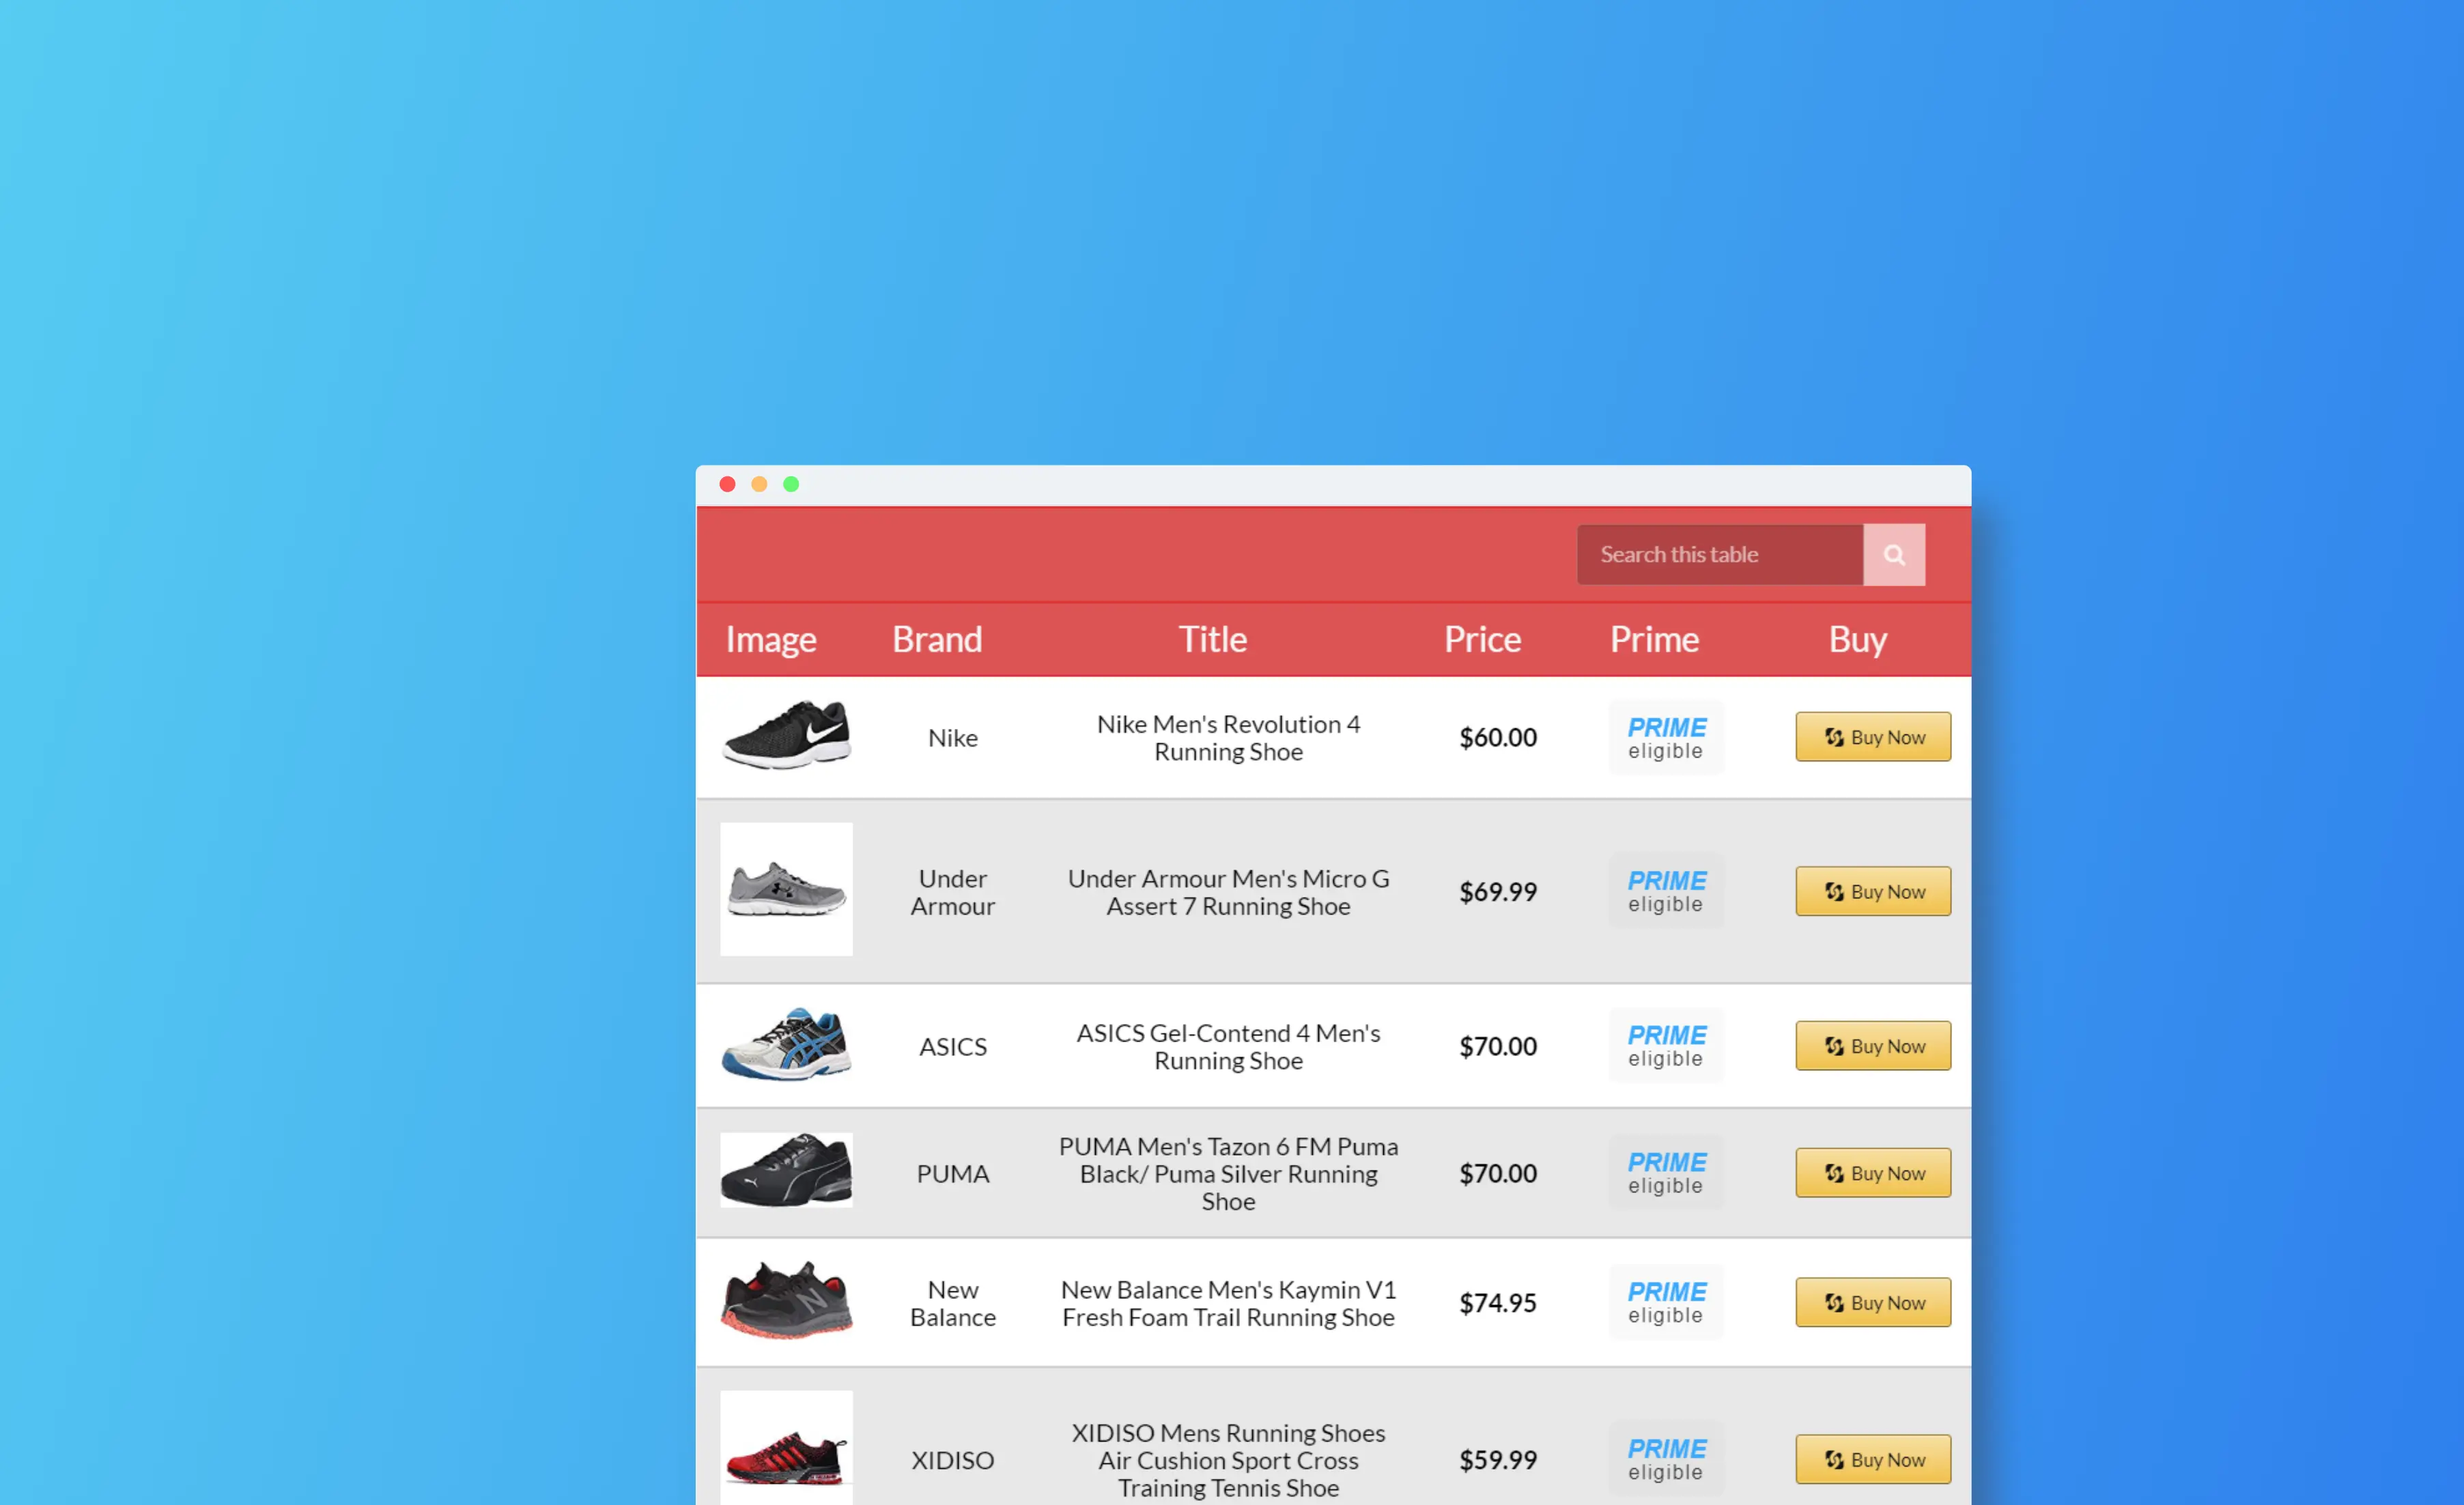 Search this table
Image Brand Title Price Prime Buy
Nike Men's Revolution 4
Nike $60.00 PRIME Buy Now
Running Shoe eligible
Under Under Armour Men's Micro G PRIME
$69.99 Buy Now
Armour Assert 7 Running Shoe eligible
ASICS Gel-Contend 4 Men's PRIME
ASICS $70.00 Buy Now
Running Shoe eligible
PUMA Men's Tazon 6 FM Puma PRIME
PUMA Black/ Puma Silver Running $70.00 Buy Now
Shoe eligible
New New Balance Men's Kaymin V1 PRIME
$74.95 Buy Now
Balance Fresh Foam Trail Running Shoe eligible
XIDISO Mens Running Shoes PRIME
XIDISO Air Cushion Sport Cross $59.99 Buy Now
Training Tennis Shoe eligible